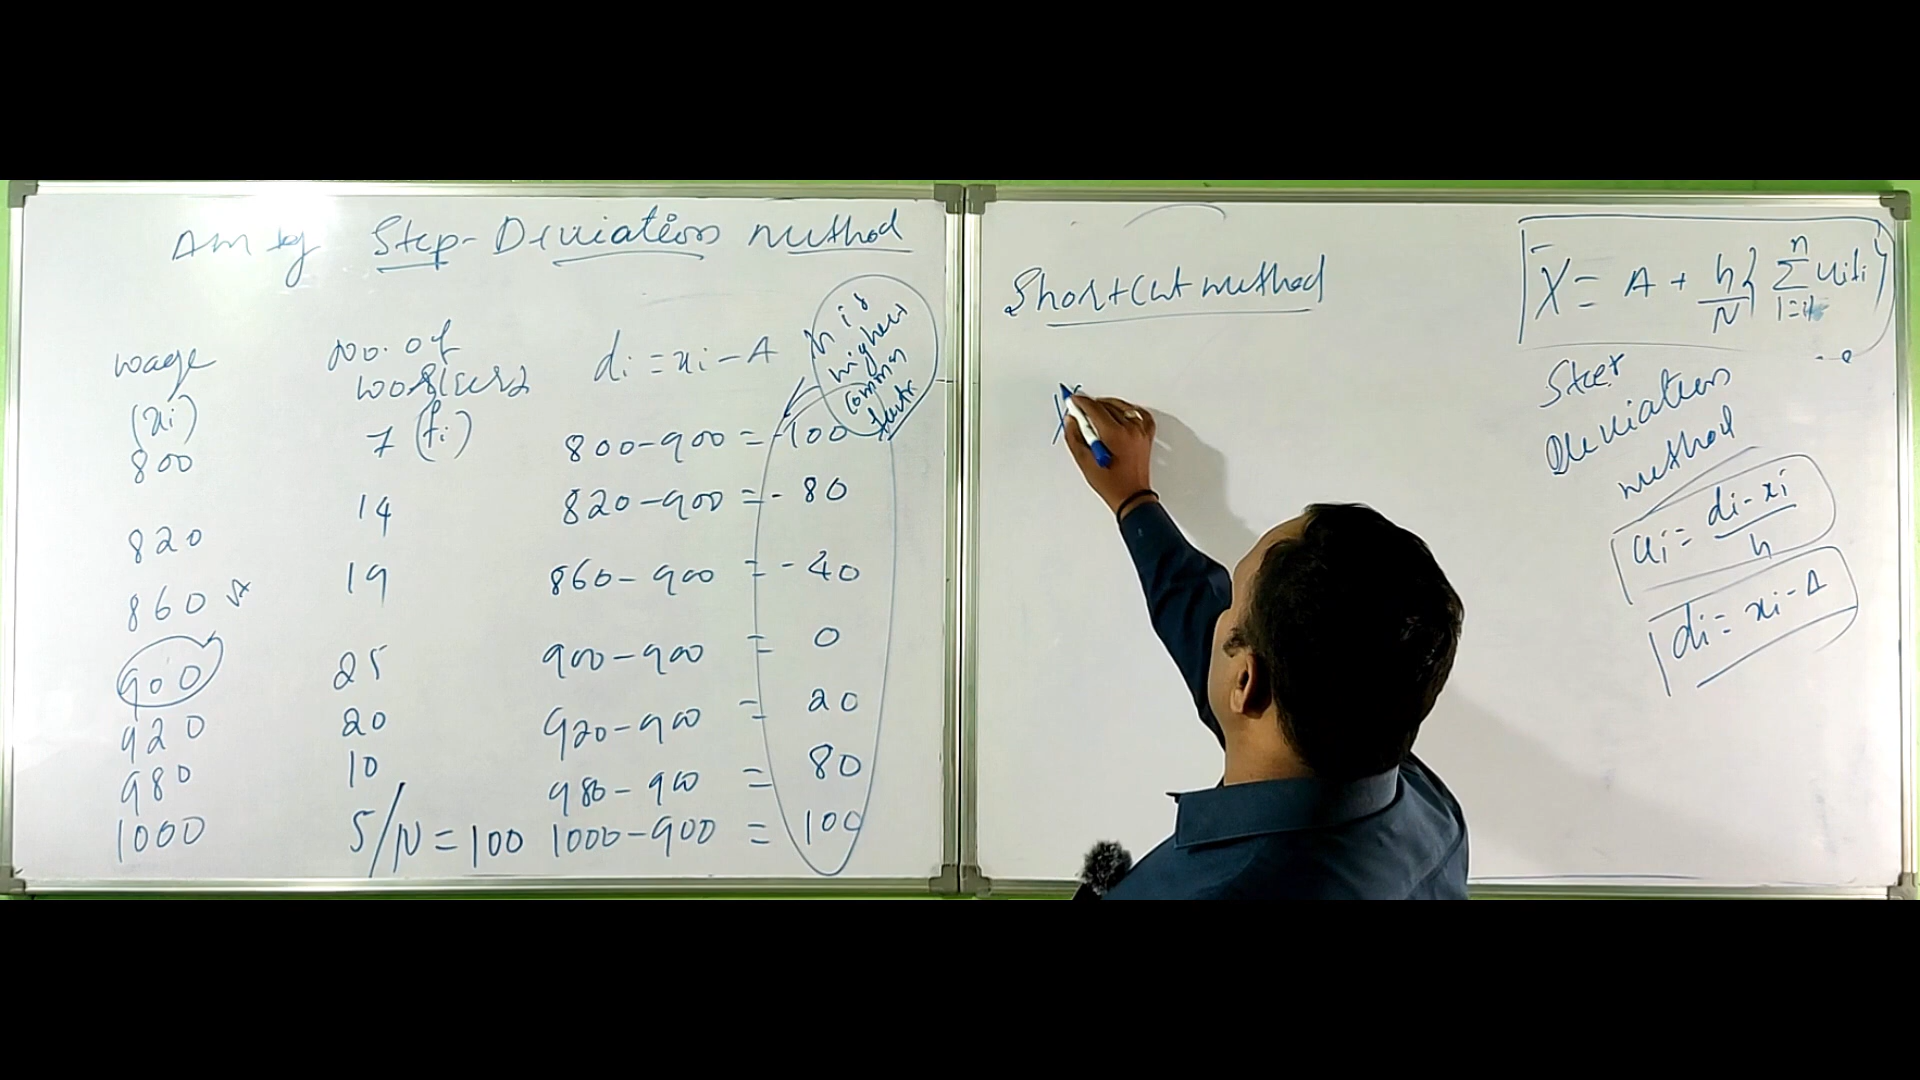 AM by Step-Deviation method
wage
(xi)
800
820
860
900
920
980
1000
No. of
workers
7 (fi)
14
19
25
20
10
5/N=100
di = xi - A
800-900 = -100
820-900 = - 80
860-900 = - 40
900-900 = 0
920-900 = 20
980-900 = 80
1000-900 = 100
h is
highest
common
factr.
Shortcut method
X̄ = A + h/N { n∑i=1 uifi }
Step
Deviation
method
ui = di - xi / h
di = xi - A